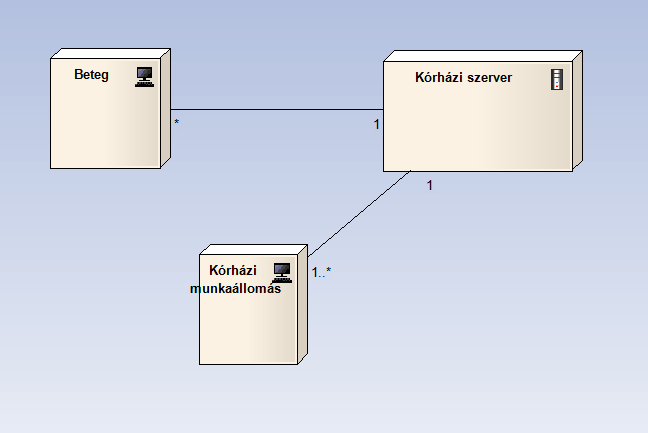 Beteg
Kórházi szerver
*
1
1
Kórházi
munkaállomás
1..*